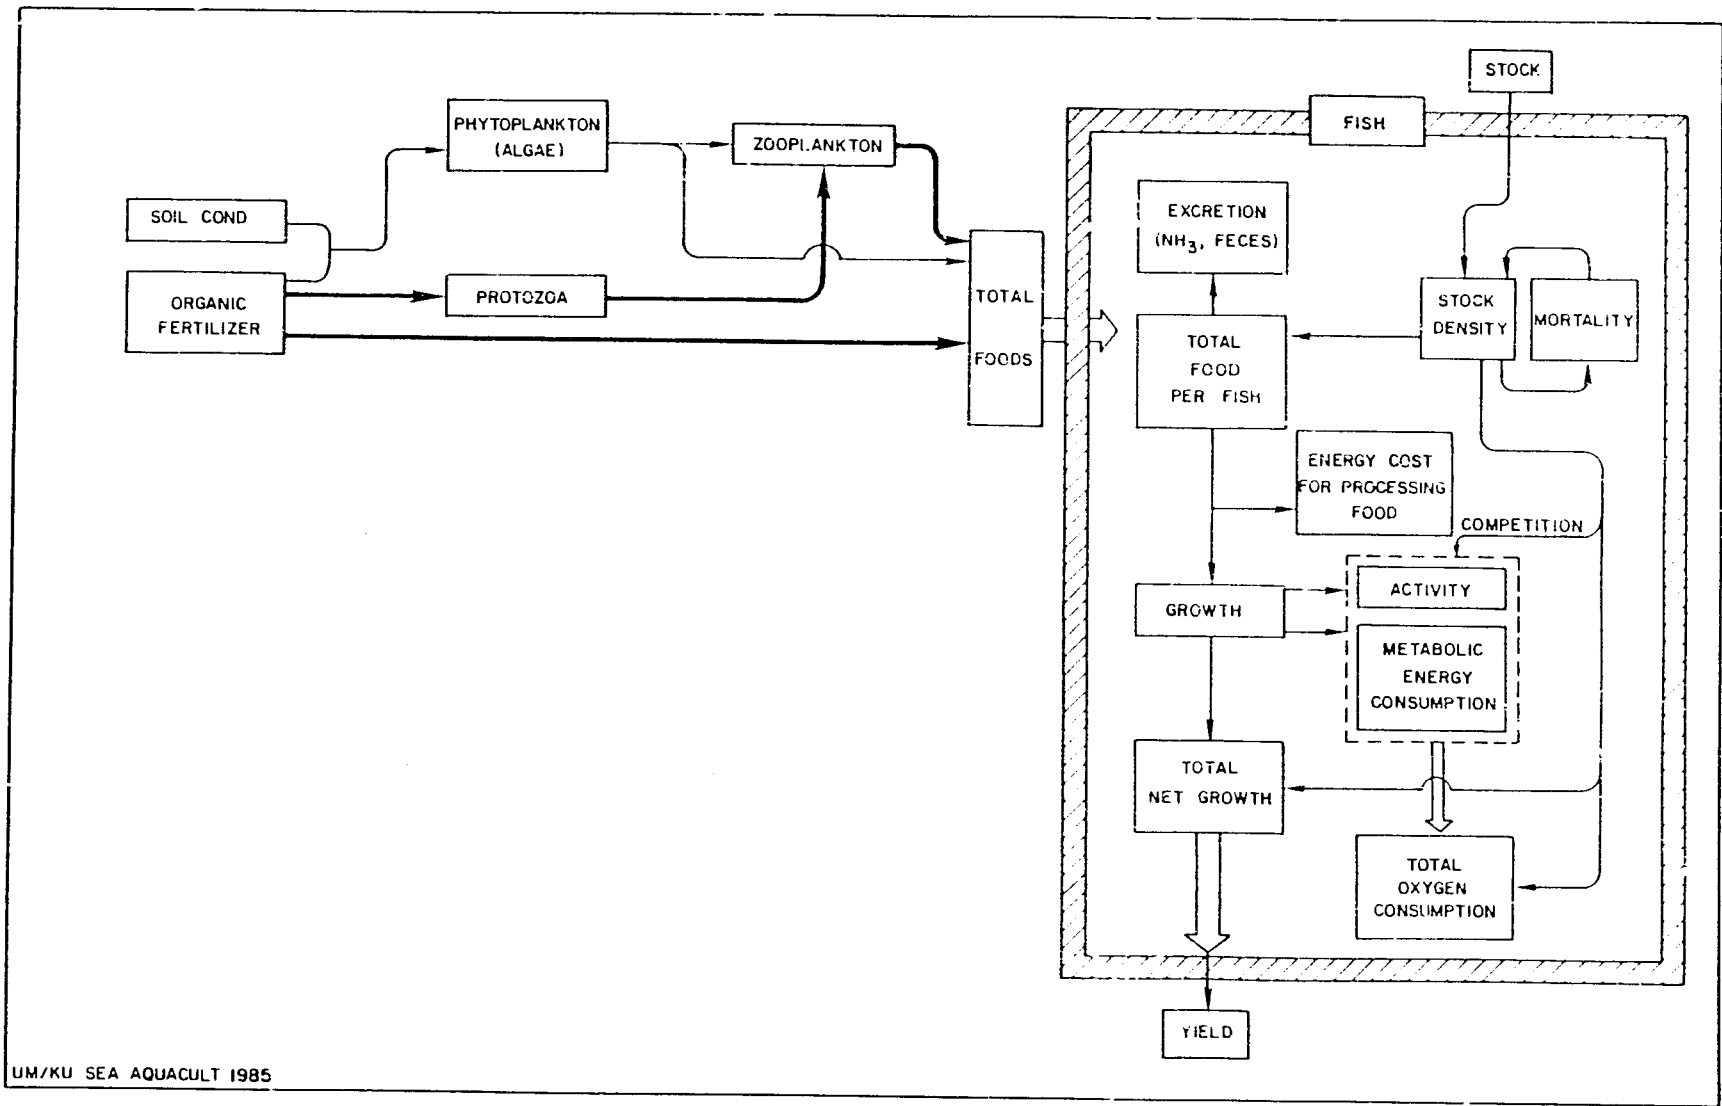 STOCK
FISH
PHYTOPLANKTON
(ALGAE)
ZOOPLANKTON
SOIL COND
EXCRETION
(NH3, FECES)
ORGANIC
FERTILIZER
PROTOZOA
TOTAL
FOODS
STOCK
DENSITY
MORTALITY
TOTAL
FOOD
PER FISH
ENERGY COST
FOR PROCESSING
FOOD
COMPETITION
ACTIVITY
GROWTH
METABOLIC
ENERGY
CONSUMPTION
TOTAL
NET GROWTH
TOTAL
OXYGEN
CONSUMPTION
YIELD
UM/KU SEA AQUACULT 1985